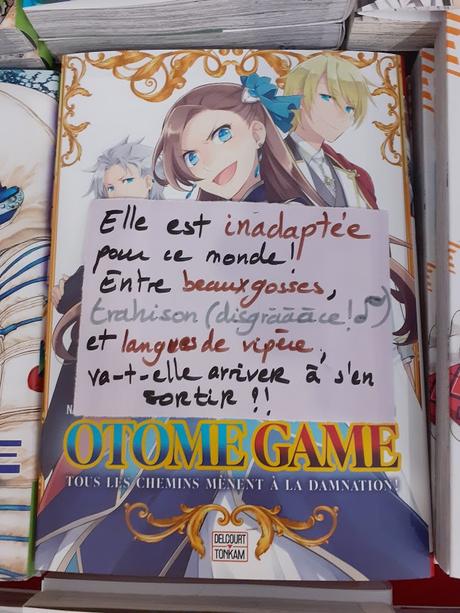 Elle est inadaptée
pour ce monde!
Entre beaux gosses,
trahison (disgrââââce!♫)
et langues de vipère,
va-t-elle arriver à s'en
sortir!!
OTOME GAME
TOUS LES CHEMINS MÈNENT À LA DAMNATION!
DELCOURT
TONKAM